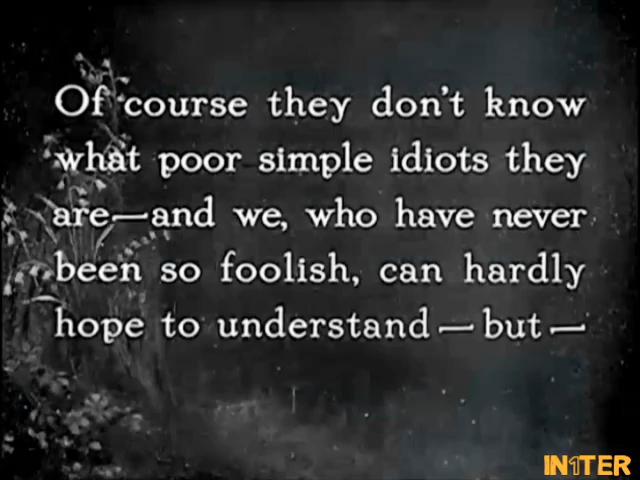 Of course they don't know
what poor simple idiots they
are—and we, who have never
been so foolish, can hardly
hope to understand—but—
IN1TER